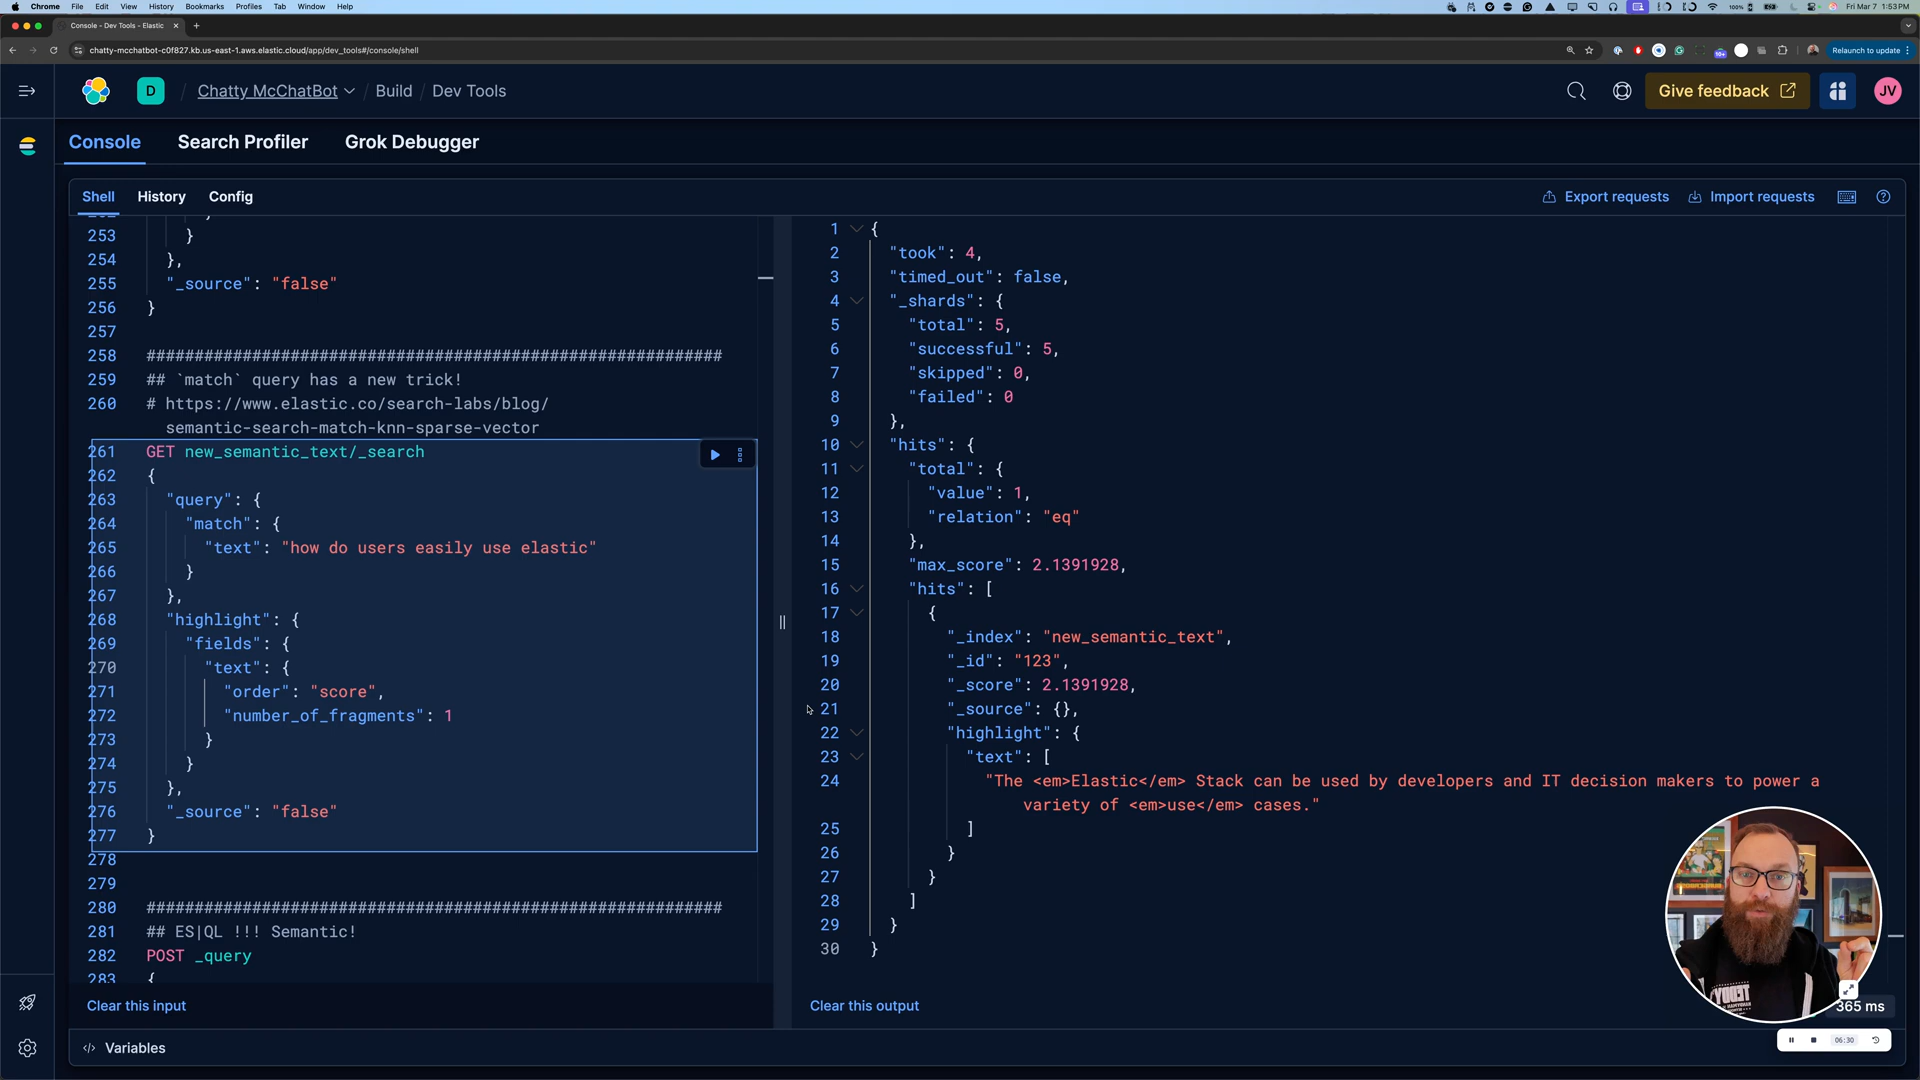 Chrome File Edit View History Bookmarks Profiles Tab Window Help
100%
Fri Mar 7 1:53 PM
Console - Dev Tools - Elastic
chatty-mcchatbot-c0f827.kb.us-east-1.aws.elastic.cloud/app/dev_tools#/console/shell
10+
Relaunch to update
D / Chatty McChatBot / Build / Dev Tools
Give feedback
JV
Console Search Profiler Grok Debugger
Shell History Config
Export requests Import requests
253 }
254 },
255 "_source": "false"
256 }
257
258 ############################################################
259 ## `match` query has a new trick!
260 # https://www.elastic.co/search-labs/blog/
semantic-search-match-knn-sparse-vector
261 GET new_semantic_text/_search
262 {
263 "query": {
264 "match": {
265 "text": "how do users easily use elastic"
266 }
267 },
268 "highlight": {
269 "fields": {
270 "text": {
271 "order": "score",
272 "number_of_fragments": 1
273 }
274 }
275 },
276 "_source": "false"
277 }
278
279
280 ############################################################
281 ## ES|QL !!! Semantic!
282 POST _query
283 {
Clear this input
1 {
2 "took": 4,
3 "timed_out": false,
4 "_shards": {
5 "total": 5,
6 "successful": 5,
7 "skipped": 0,
8 "failed": 0
9 },
10 "hits": {
11 "total": {
12 "value": 1,
13 "relation": "eq"
14 },
15 "max_score": 2.1391928,
16 "hits": [
17 {
18 "_index": "new_semantic_text",
19 "_id": "123",
20 "_score": 2.1391928,
21 "_source": {},
22 "highlight": {
23 "text": [
24 "The <em>Elastic</em> Stack can be used by developers and IT decision makers to power a
variety of <em>use</em> cases."
25 ]
26 }
27 }
28 ]
29 }
30 }
Clear this output
365 ms
06:30
Variables